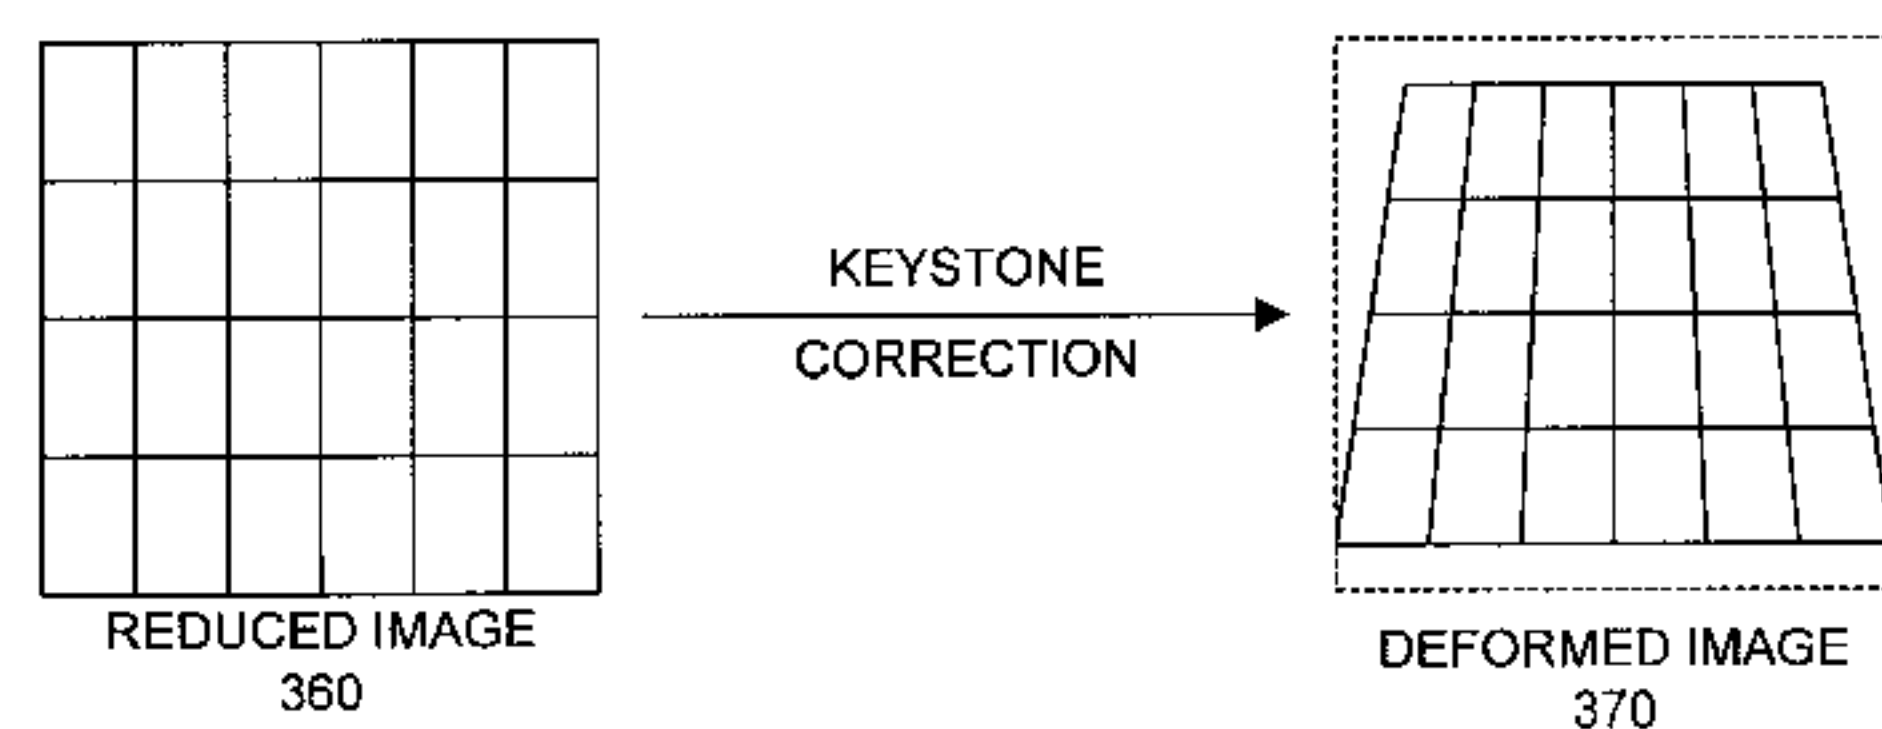 KEYSTONE
CORRECTION
REDUCED IMAGE
360
DEFORMED IMAGE
370